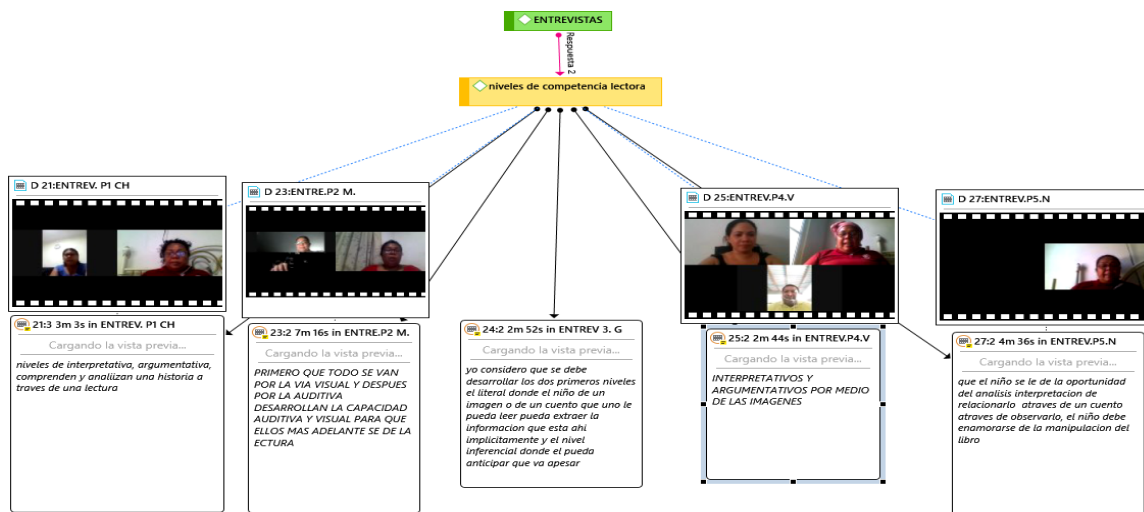 ENTREVISTAS
Respuesta 2
niveles de competencia lectora
D 21:ENTREV. P1 CH
D 23:ENTRE.P2 M.
D 25:ENTREV.P4.V
D 27:ENTREV.P5.N
21:3 3m 3s in ENTREV. P1 CH
Cargando la vista previa...
niveles de interpretativa, argumentativa,
comprenden y analiizan una historia a
traves de una lectura
23:2 7m 16s in ENTRE.P2 M.
Cargando la vista previa...
PRIMERO QUE TODO SE VAN
POR LA VIA VISUAL Y DESPUES
POR LA AUDITIVA
DESARROLLAN LA CAPACIDAD
AUDITIVA Y VISUAL PARA QUE
ELLOS MAS ADELANTE SE DE LA
ECTURA
24:2 2m 52s in ENTREV 3. G
Cargando la vista previa...
yo considero que se debe
desarrollar los dos primeros niveles
el literal donde el niño de un
imagen o de un cuento que uno le
pueda leer pueda extraer la
informacion que esta ahi
implicitamente y el nivel
inferencial donde el pueda
anticipar que va apesar
25:2 2m 44s in ENTREV.P4.V
Cargando la vista previa...
INTERPRETATIVOS Y
ARGUMENTATIVOS POR MEDIO
DE LAS IMAGENES
27:2 4m 36s in ENTREV.P5.N
Cargando la vista previa...
que el niño se le de la oportunidad
del analisis interpretacion de
relacionarlo atraves de un cuento
atraves de observarlo, el niño debe
enamorarse de la manipulacion del
libro